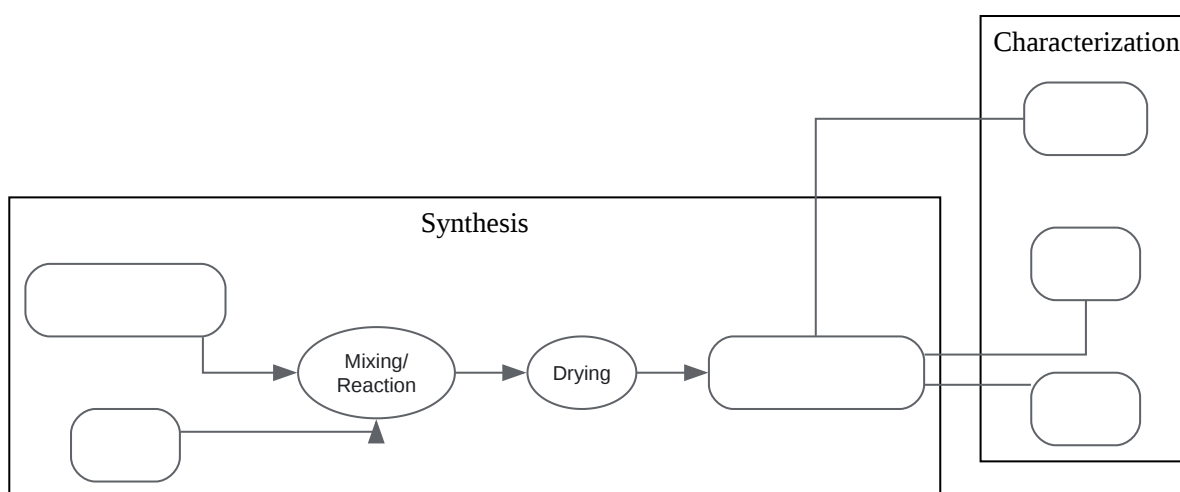 Characterization
Synthesis
Mixing/
Reaction
Drying